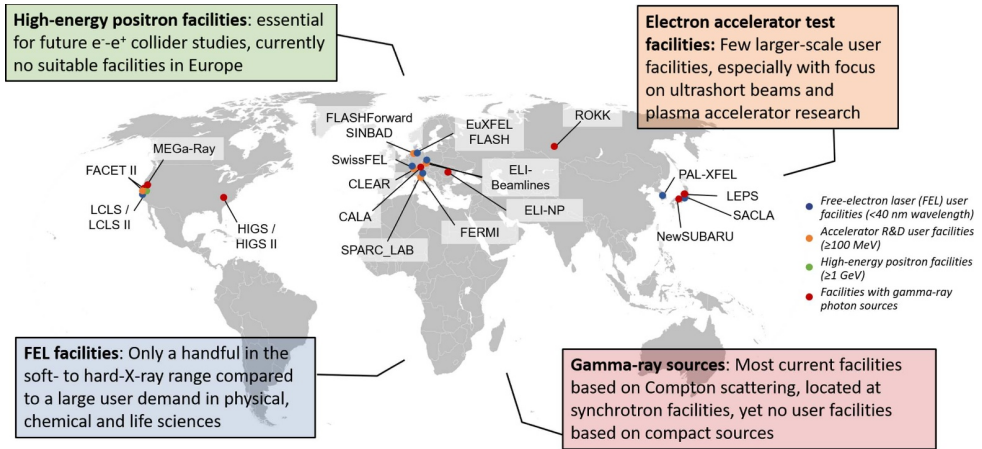 High-energy positron facilities: essential
for future e⁻-e⁺ collider studies, currently
no suitable facilities in Europe
Electron accelerator test
facilities: Few larger-scale user
facilities, especially with focus
on ultrashort beams and
plasma accelerator research
MEGa-Ray
FACET II
LCLS /
LCLS II
HIGS /
HIGS II
FLASHForward
SINBAD
EuXFEL
FLASH
ROKK
SwissFEL
CLEAR
ELI-
Beamlines
CALA
ELI-NP
SPARC_LAB
FERMI
PAL-XFEL
LEPS
SACLA
NewSUBARU
Free-electron laser (FEL) user
facilities (<40 nm wavelength)
Accelerator R&D user facilities
(≥100 MeV)
High-energy positron facilities
(≥1 GeV)
Facilities with gamma-ray
photon sources
FEL facilities: Only a handful in the
soft- to hard-X-ray range compared
to a large user demand in physical,
chemical and life sciences
Gamma-ray sources: Most current facilities
based on Compton scattering, located at
synchrotron facilities, yet no user facilities
based on compact sources